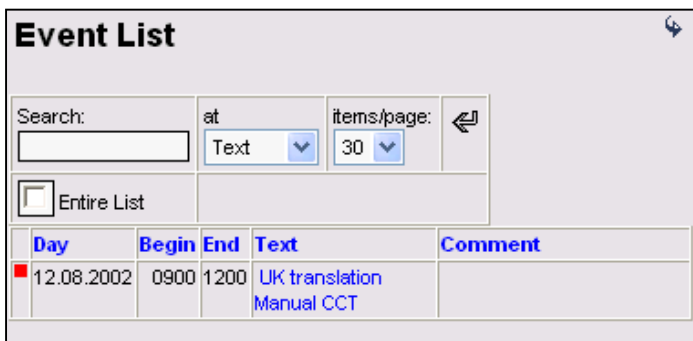 Event List
Search: at items/page:
Text 30
Entire List
Day Begin End Text Comment
12.08.2002 0900 1200 UK translation
Manual CCT